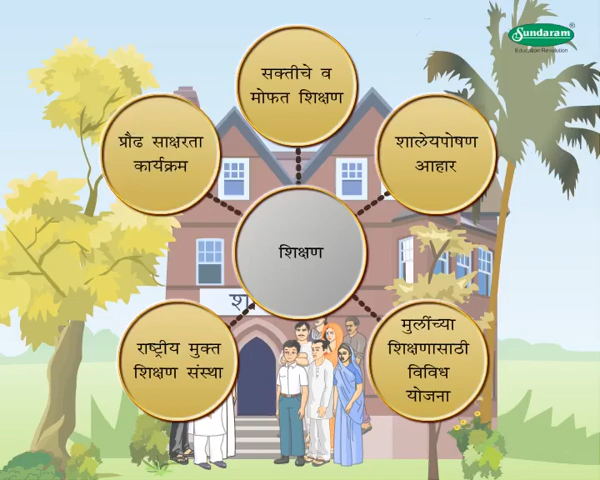 Sundaram
Education Revolution
सक्तीचे व
मोफत शिक्षण
प्रौढ साक्षरता
कार्यक्रम
शालेयपोषण
आहार
शिक्षण
राष्ट्रीय मुक्त
शिक्षण संस्था
मुलींच्या
शिक्षणासाठी
विविध
योजना